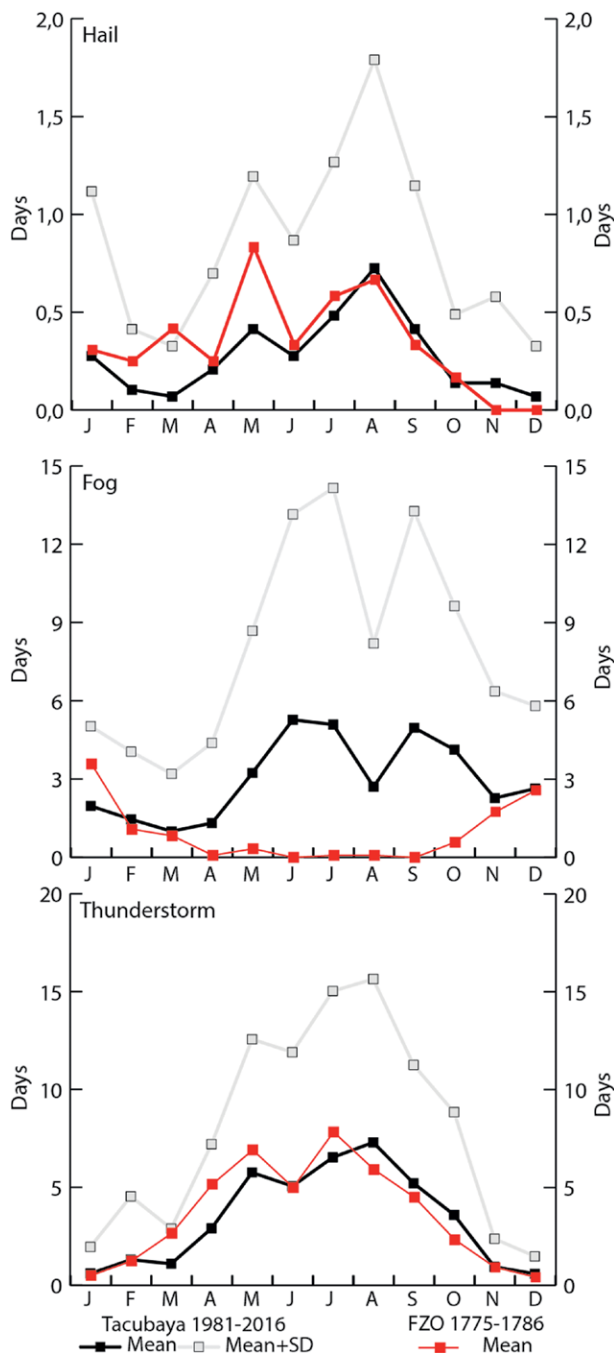 Hail
2,0 2,0
1,5 1,5
1,0 1,0
0,5 0,5
0,0 0,0
Days Days
J F M A M J J A S O N D
Fog
15 15
12 12
9 9
6 6
3 3
0 0
Days Days
J F M A M J J A S O N D
Thunderstorm
20 20
15 15
10 10
5 5
0 0
Days Days
J F M A M J J A S O N D
Tacubaya 1981-2016 FZO 1775-1786
Mean Mean+SD Mean